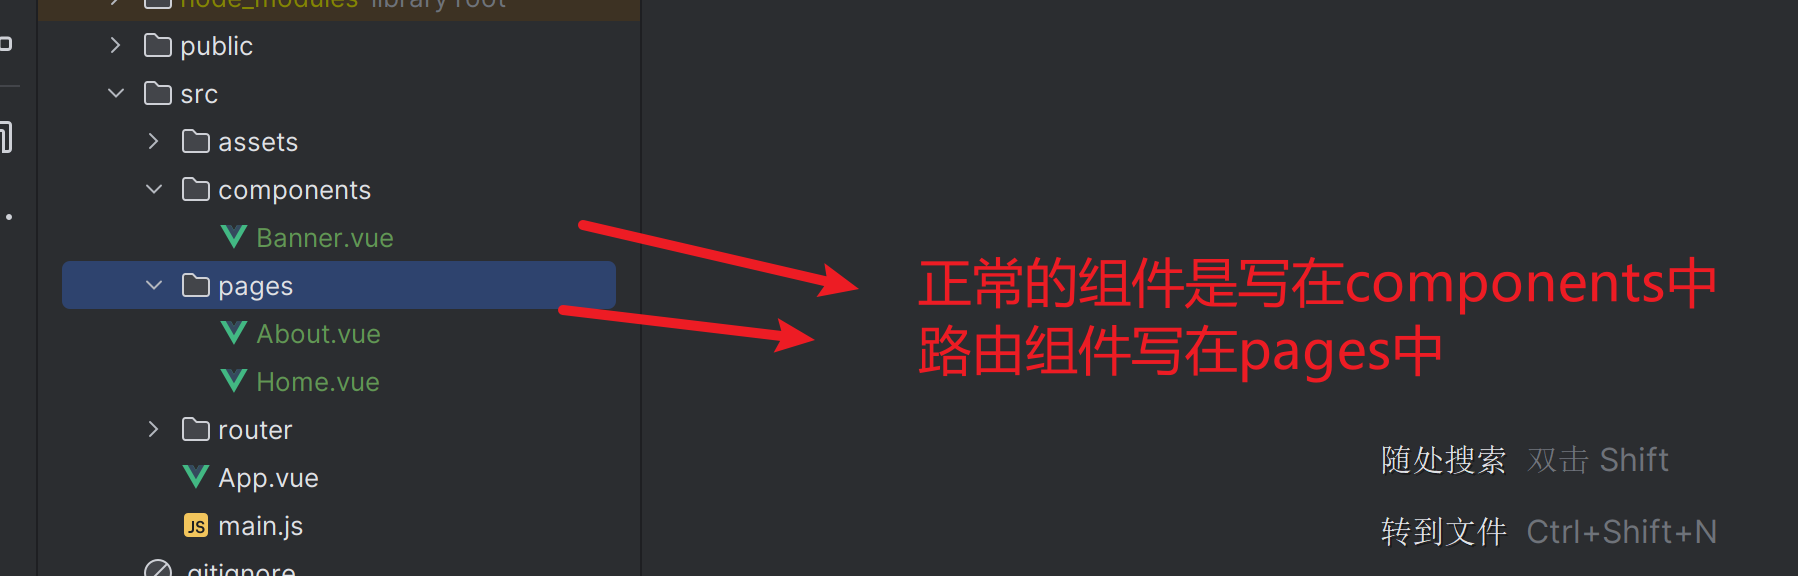 node_modules library root
public
src
assets
components
Banner.vue
pages
About.vue
Home.vue
router
App.vue
JS main.js
.gitignore
正常的组件是写在components中
路由组件写在pages中
随处搜索 双击 Shift
转到文件 Ctrl+Shift+N